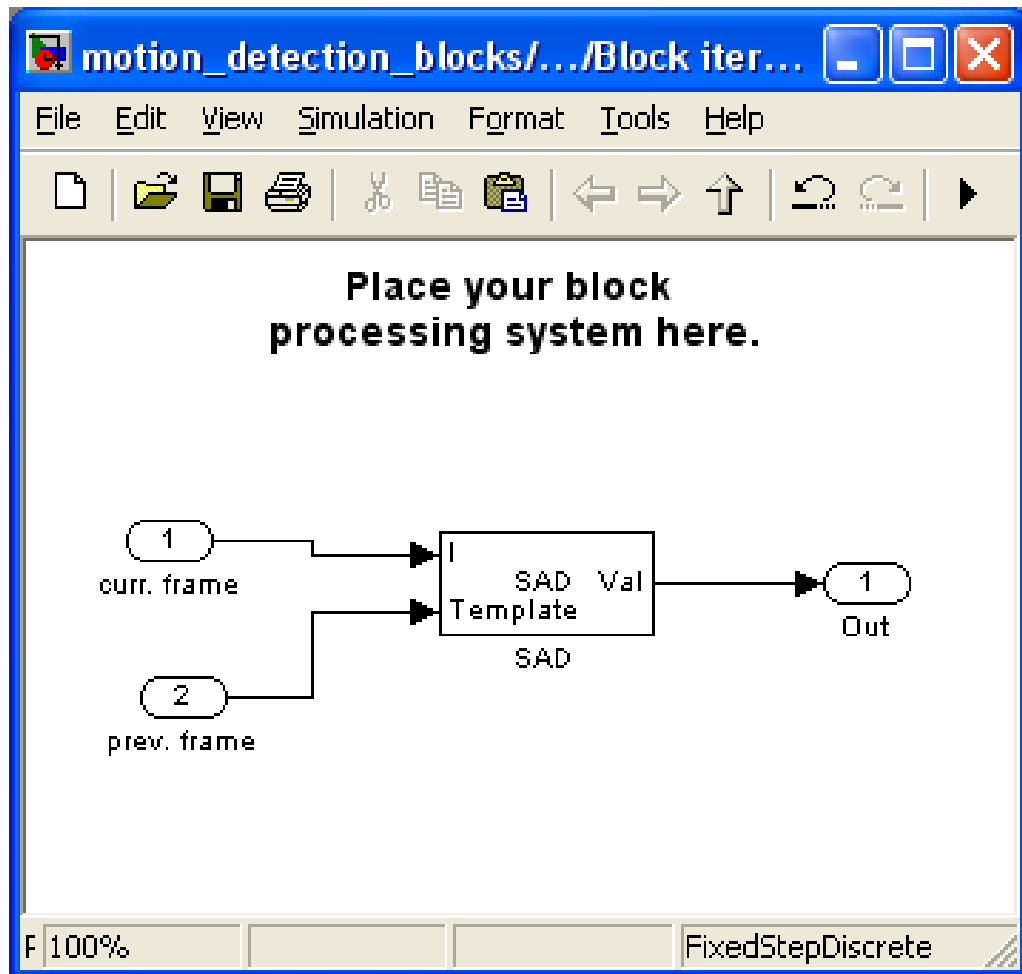 motion_detection_blocks/.../Block iter...
File Edit View Simulation Format Tools Help
Place your block
processing system here.
1
curr. frame
I
SAD Val
Template
SAD
1
Out
2
prev. frame
F 100% FixedStepDiscrete